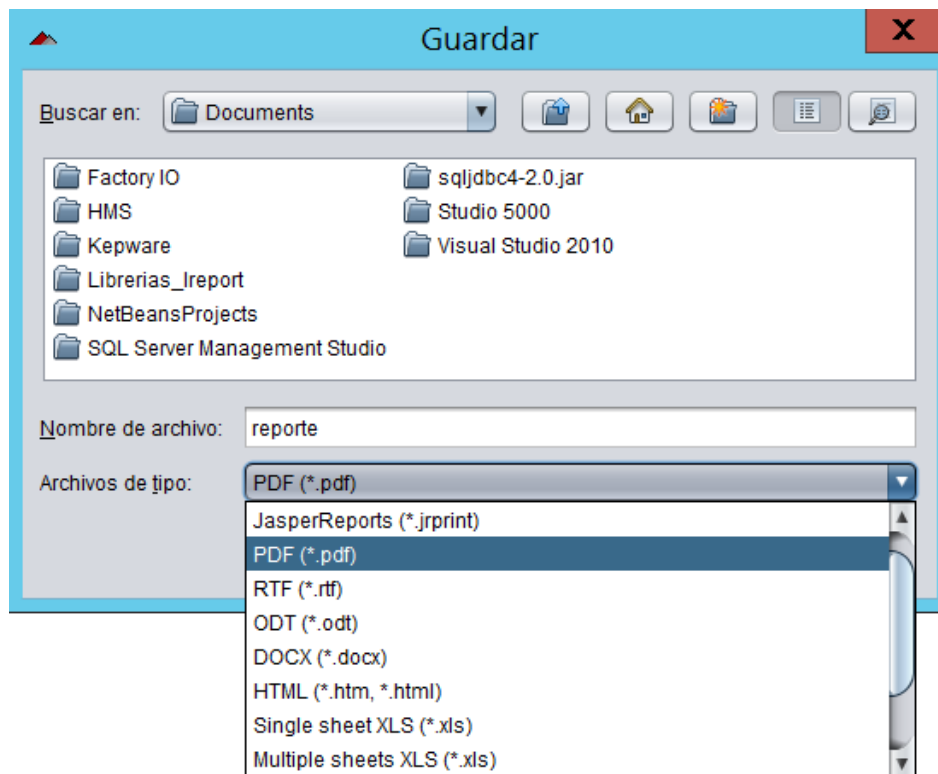 Guardar
X
Buscar en: Documents
Factory IO
HMS
Kepware
Librerias_Ireport
NetBeansProjects
SQL Server Management Studio
sqljdbc4-2.0.jar
Studio 5000
Visual Studio 2010
Nombre de archivo: reporte
Archivos de tipo: PDF (*.pdf)
JasperReports (*.jrprint)
PDF (*.pdf)
RTF (*.rtf)
ODT (*.odt)
DOCX (*.docx)
HTML (*.htm, *.html)
Single sheet XLS (*.xls)
Multiple sheets XLS (*.xls)